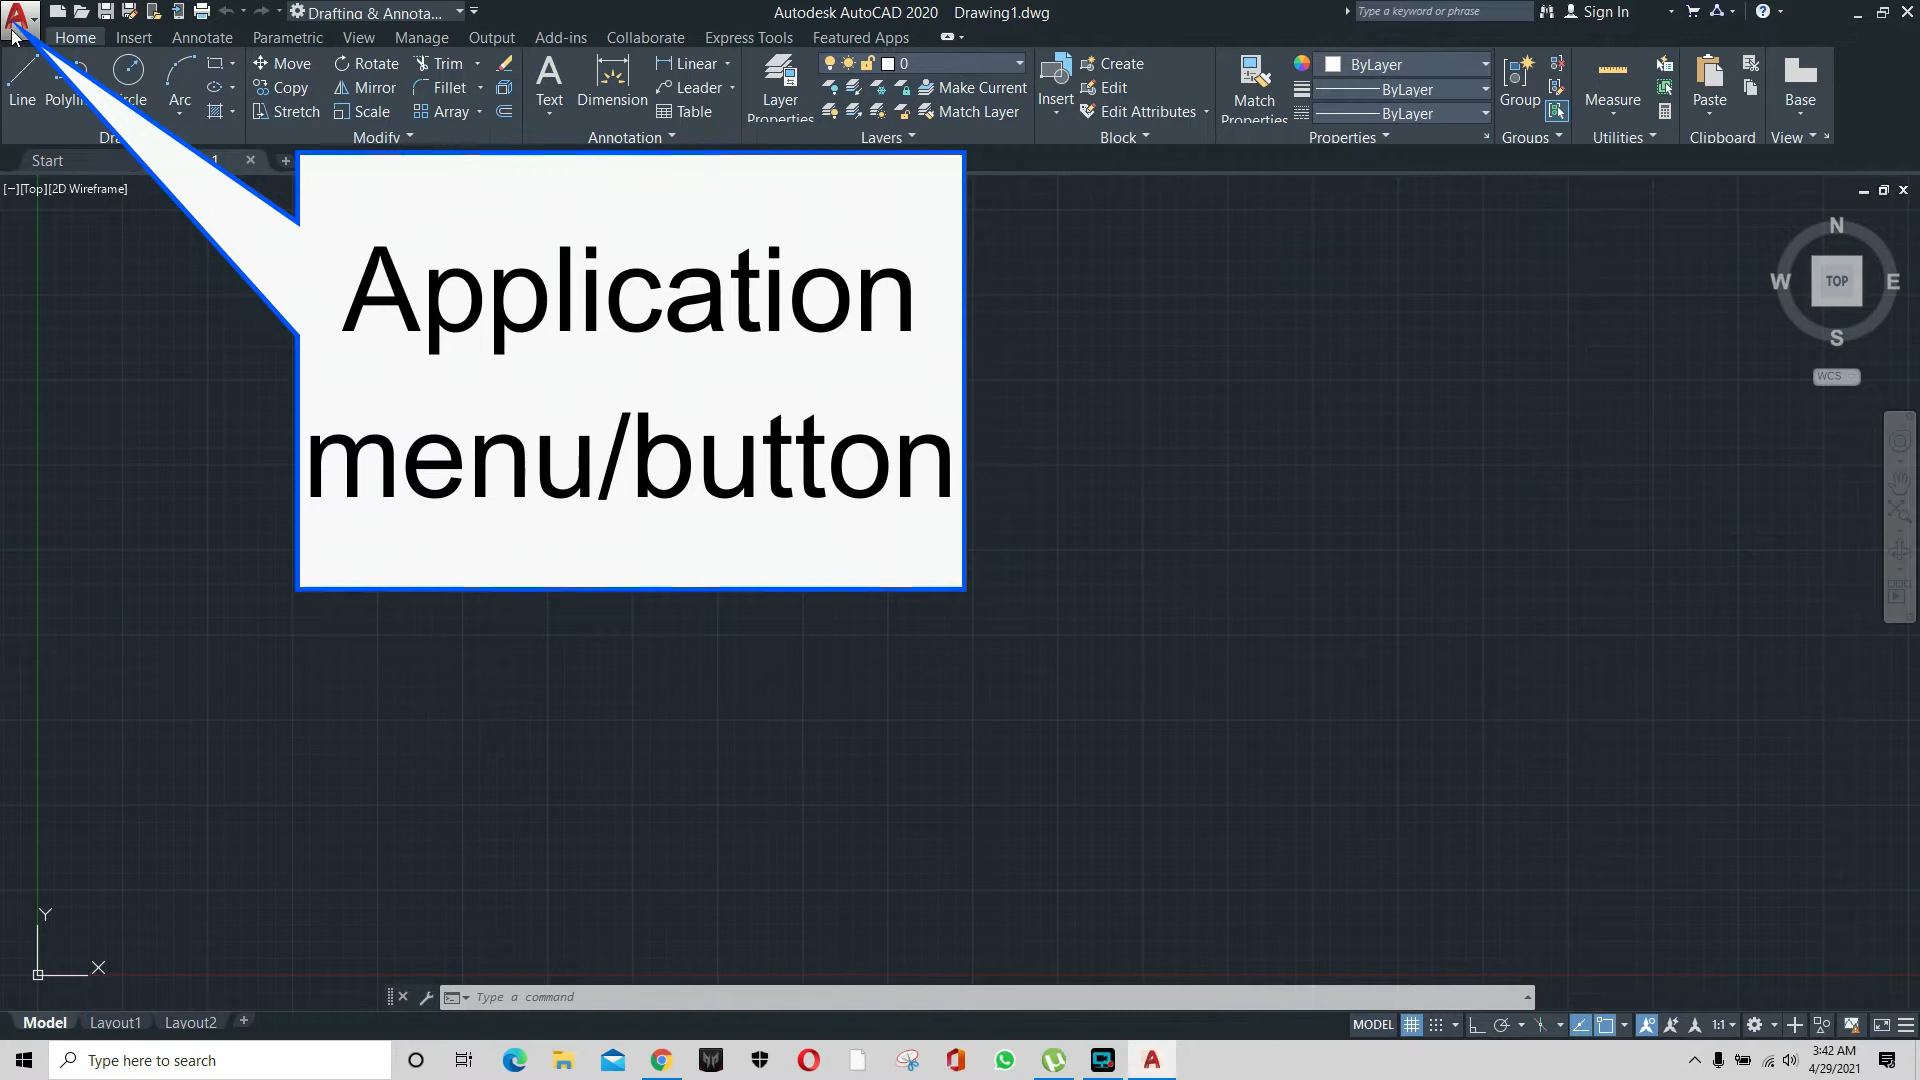 Drafting & Annota...
Autodesk AutoCAD 2020 Drawing1.dwg
Type a keyword or phrase
Sign In
Home Insert Annotate Parametric View Manage Output Add-ins Collaborate Express Tools Featured Apps
Move Rotate Trim
Linear
0
Create
ByLayer
Copy Mirror Fillet
Leader
Make Current
Edit
ByLayer
Line Arc
Text Dimension
Layer
Properties
Insert
Match
Properties
Group
Measure
Paste
Base
Stretch Scale Array
Table
Match Layer
Edit Attributes
ByLayer
Modify Annotation Layers Block Properties Groups Utilities Clipboard View
Start
[−][Top][2D Wireframe]
Application
menu/button
N
W TOP E
S
WCS
Y
X
Type a command
Model Layout1 Layout2
MODEL
1:1
Type here to search
3:42 AM
4/29/2021